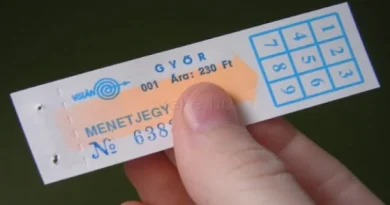 GYŐR
VOLÁN
001 Ára: 230 Ft
MENETJEGY
№ 638
1 2 3
4 5 6
7 8 9